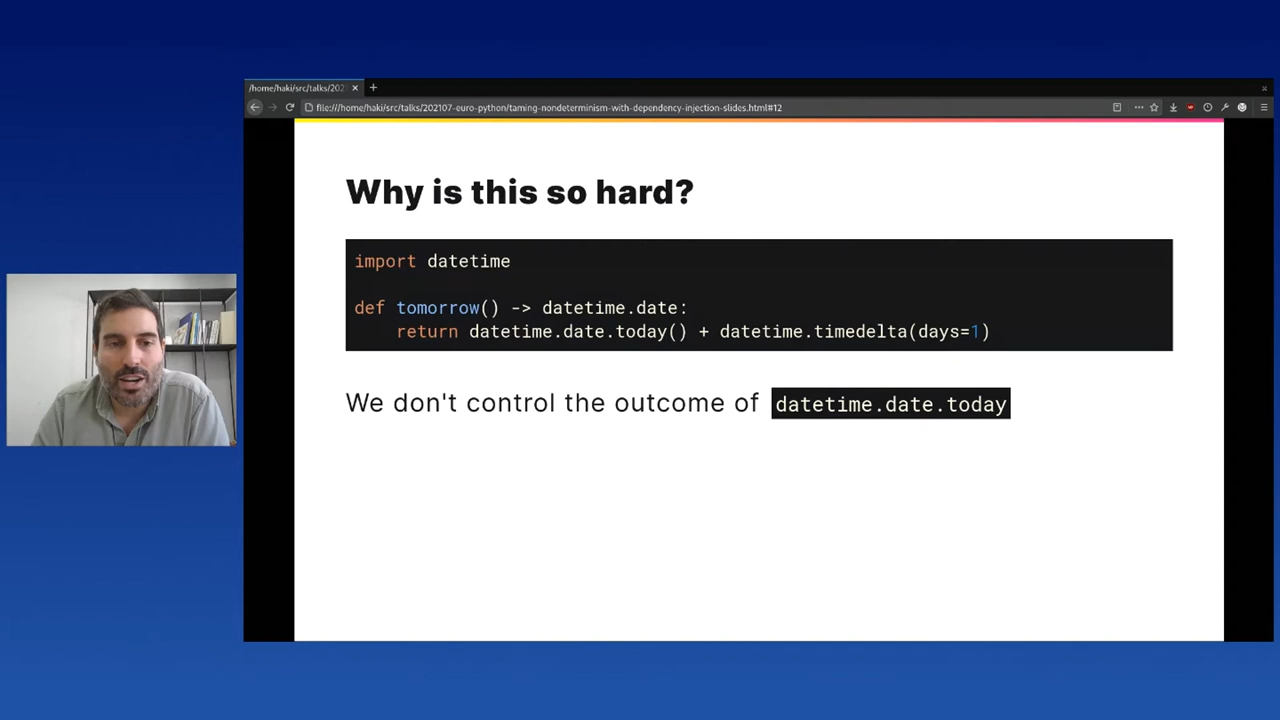 /home/haki/src/talks/202
file:///home/haki/src/talks/202107-euro-python/taming-nondeterminism-with-dependency-injection-slides.html#12
Why is this so hard?
import datetime
def tomorrow() -> datetime.date:
    return datetime.date.today() + datetime.timedelta(days=1)
We don't control the outcome of datetime.date.today